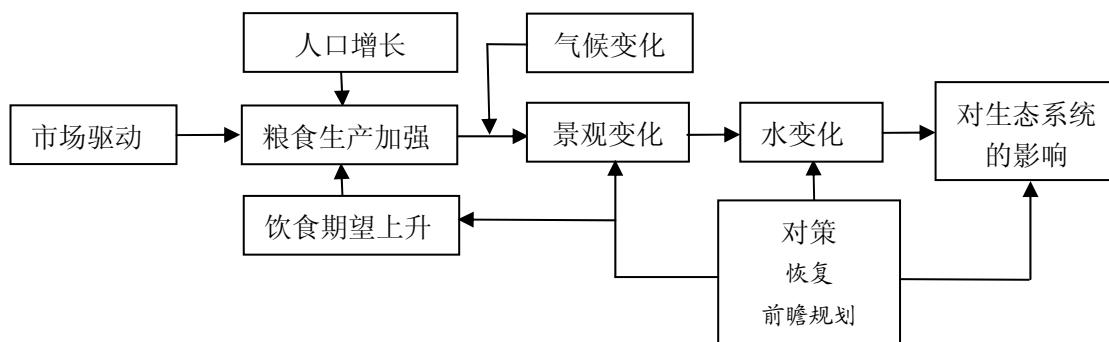 人口增长
气候变化
市场驱动
粮食生产加强
景观变化
水变化
对生态系统
的影响
饮食期望上升
对策
恢复
前瞻规划